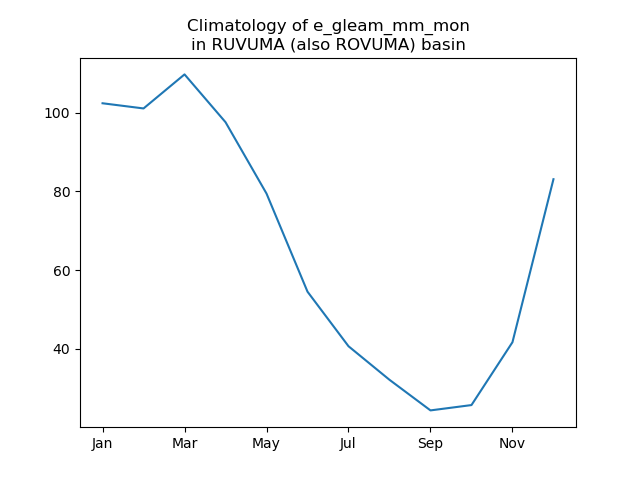 Climatology of e_gleam_mm_mon
in RUVUMA (also ROVUMA) basin
100
80
60
40
Jan Mar May Jul Sep Nov